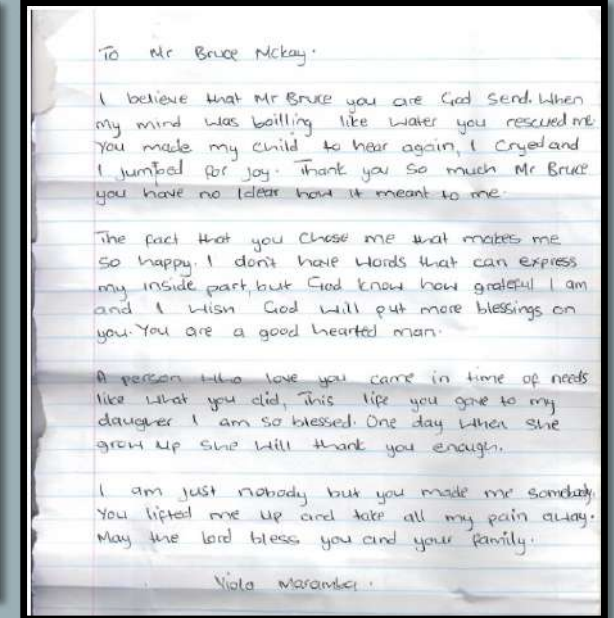 To Mr Bruce Mckay.
I believe that Mr Bruce you are God send. When
my mind was boilling like water you rescued me
You made my child to hear again, I Cryed and
I jumped for joy. Thank you so much Mr Bruce
you have no Idear how it meant to me.
The fact that you chose me that makes me
so happy. I don't have words that can express
my inside part, but God know how grateful I am
and I wish God will put more blessings on
you. You are a good hearted man.
A person who love you came in time of needs
like what you did, This life you gave to my
daugher I am so blessed. One day when she
grow up she will thank you enough.
I am just nobody but you made me somebody.
You lifted me up and take all my pain away.
May the lord bless you and your family.
Viola Maramba.